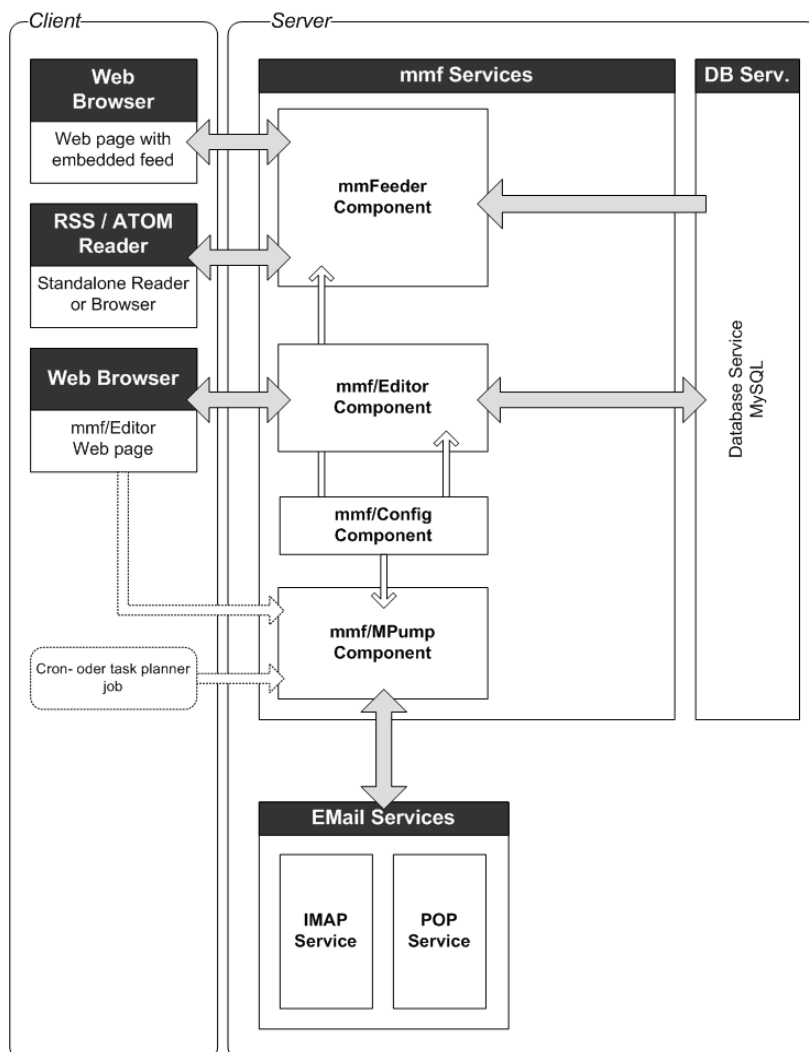 Client
Server
Web
Browser
Web page with
embedded feed
RSS / ATOM
Reader
Standalone Reader
or Browser
Web Browser
mmf/Editor
Web page
Cron- oder task planner
job
mmf Services
mmFeeder
Component
mmf/Editor
Component
mmf/Config
Component
mmf/MPump
Component
DB Serv.
Database Service
MySQL
EMail Services
IMAP
Service
POP
Service